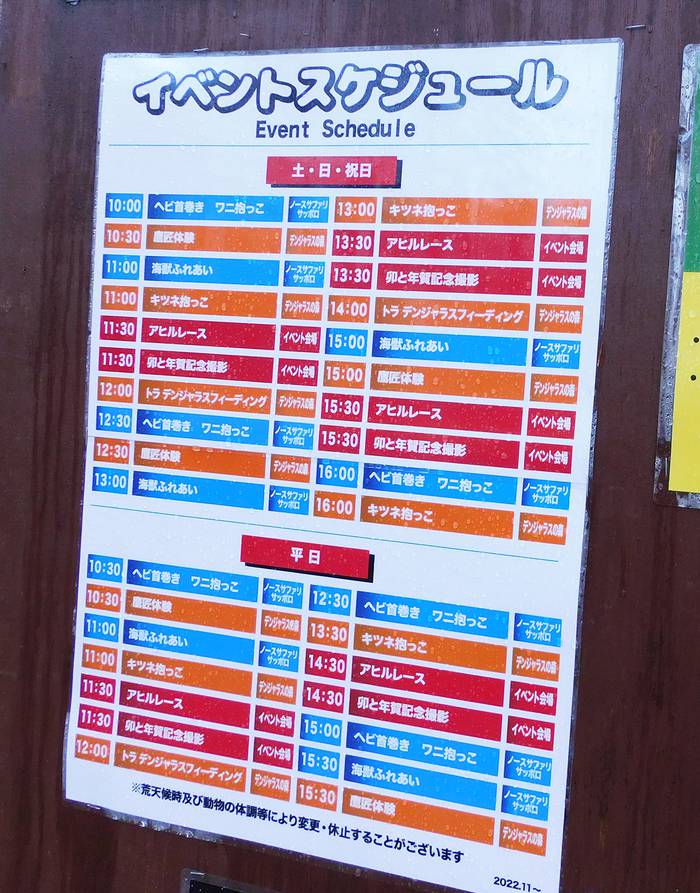 イベントスケジュール
Event Schedule
土・日・祝日
10:00 ヘビ首巻き ワニ抱っこ ノースサファリサッポロ
10:30 鷹匠体験 デンジャラスの森
11:00 海獣ふれあい ノースサファリサッポロ
11:00 キツネ抱っこ デンジャラスの森
11:30 アヒルレース イベント会場
11:30 卯と年賀記念撮影 イベント会場
12:00 トラ デンジャラスフィーディング デンジャラスの森
12:30 ヘビ首巻き ワニ抱っこ ノースサファリサッポロ
12:30 鷹匠体験 デンジャラスの森
13:00 海獣ふれあい ノースサファリサッポロ
13:00 キツネ抱っこ デンジャラスの森
13:30 アヒルレース イベント会場
13:30 卯と年賀記念撮影 イベント会場
14:00 トラ デンジャラスフィーディング デンジャラスの森
15:00 海獣ふれあい ノースサファリサッポロ
15:00 鷹匠体験 デンジャラスの森
15:30 アヒルレース イベント会場
15:30 卯と年賀記念撮影 イベント会場
16:00 ヘビ首巻き ワニ抱っこ ノースサファリサッポロ
16:00 キツネ抱っこ デンジャラスの森
平日
10:30 ヘビ首巻き ワニ抱っこ ノースサファリサッポロ
10:30 鷹匠体験 デンジャラスの森
11:00 海獣ふれあい ノースサファリサッポロ
11:00 キツネ抱っこ デンジャラスの森
11:30 アヒルレース イベント会場
11:30 卯と年賀記念撮影 イベント会場
12:00 トラ デンジャラスフィーディング デンジャラスの森
12:30 ヘビ首巻き ワニ抱っこ ノースサファリサッポロ
13:30 キツネ抱っこ デンジャラスの森
14:30 アヒルレース イベント会場
14:30 卯と年賀記念撮影 イベント会場
15:00 ヘビ首巻き ワニ抱っこ ノースサファリサッポロ
15:30 海獣ふれあい ノースサファリサッポロ
15:30 鷹匠体験 デンジャラスの森
※荒天候時及び動物の体調等により変更・休止することがございます
2022.11～